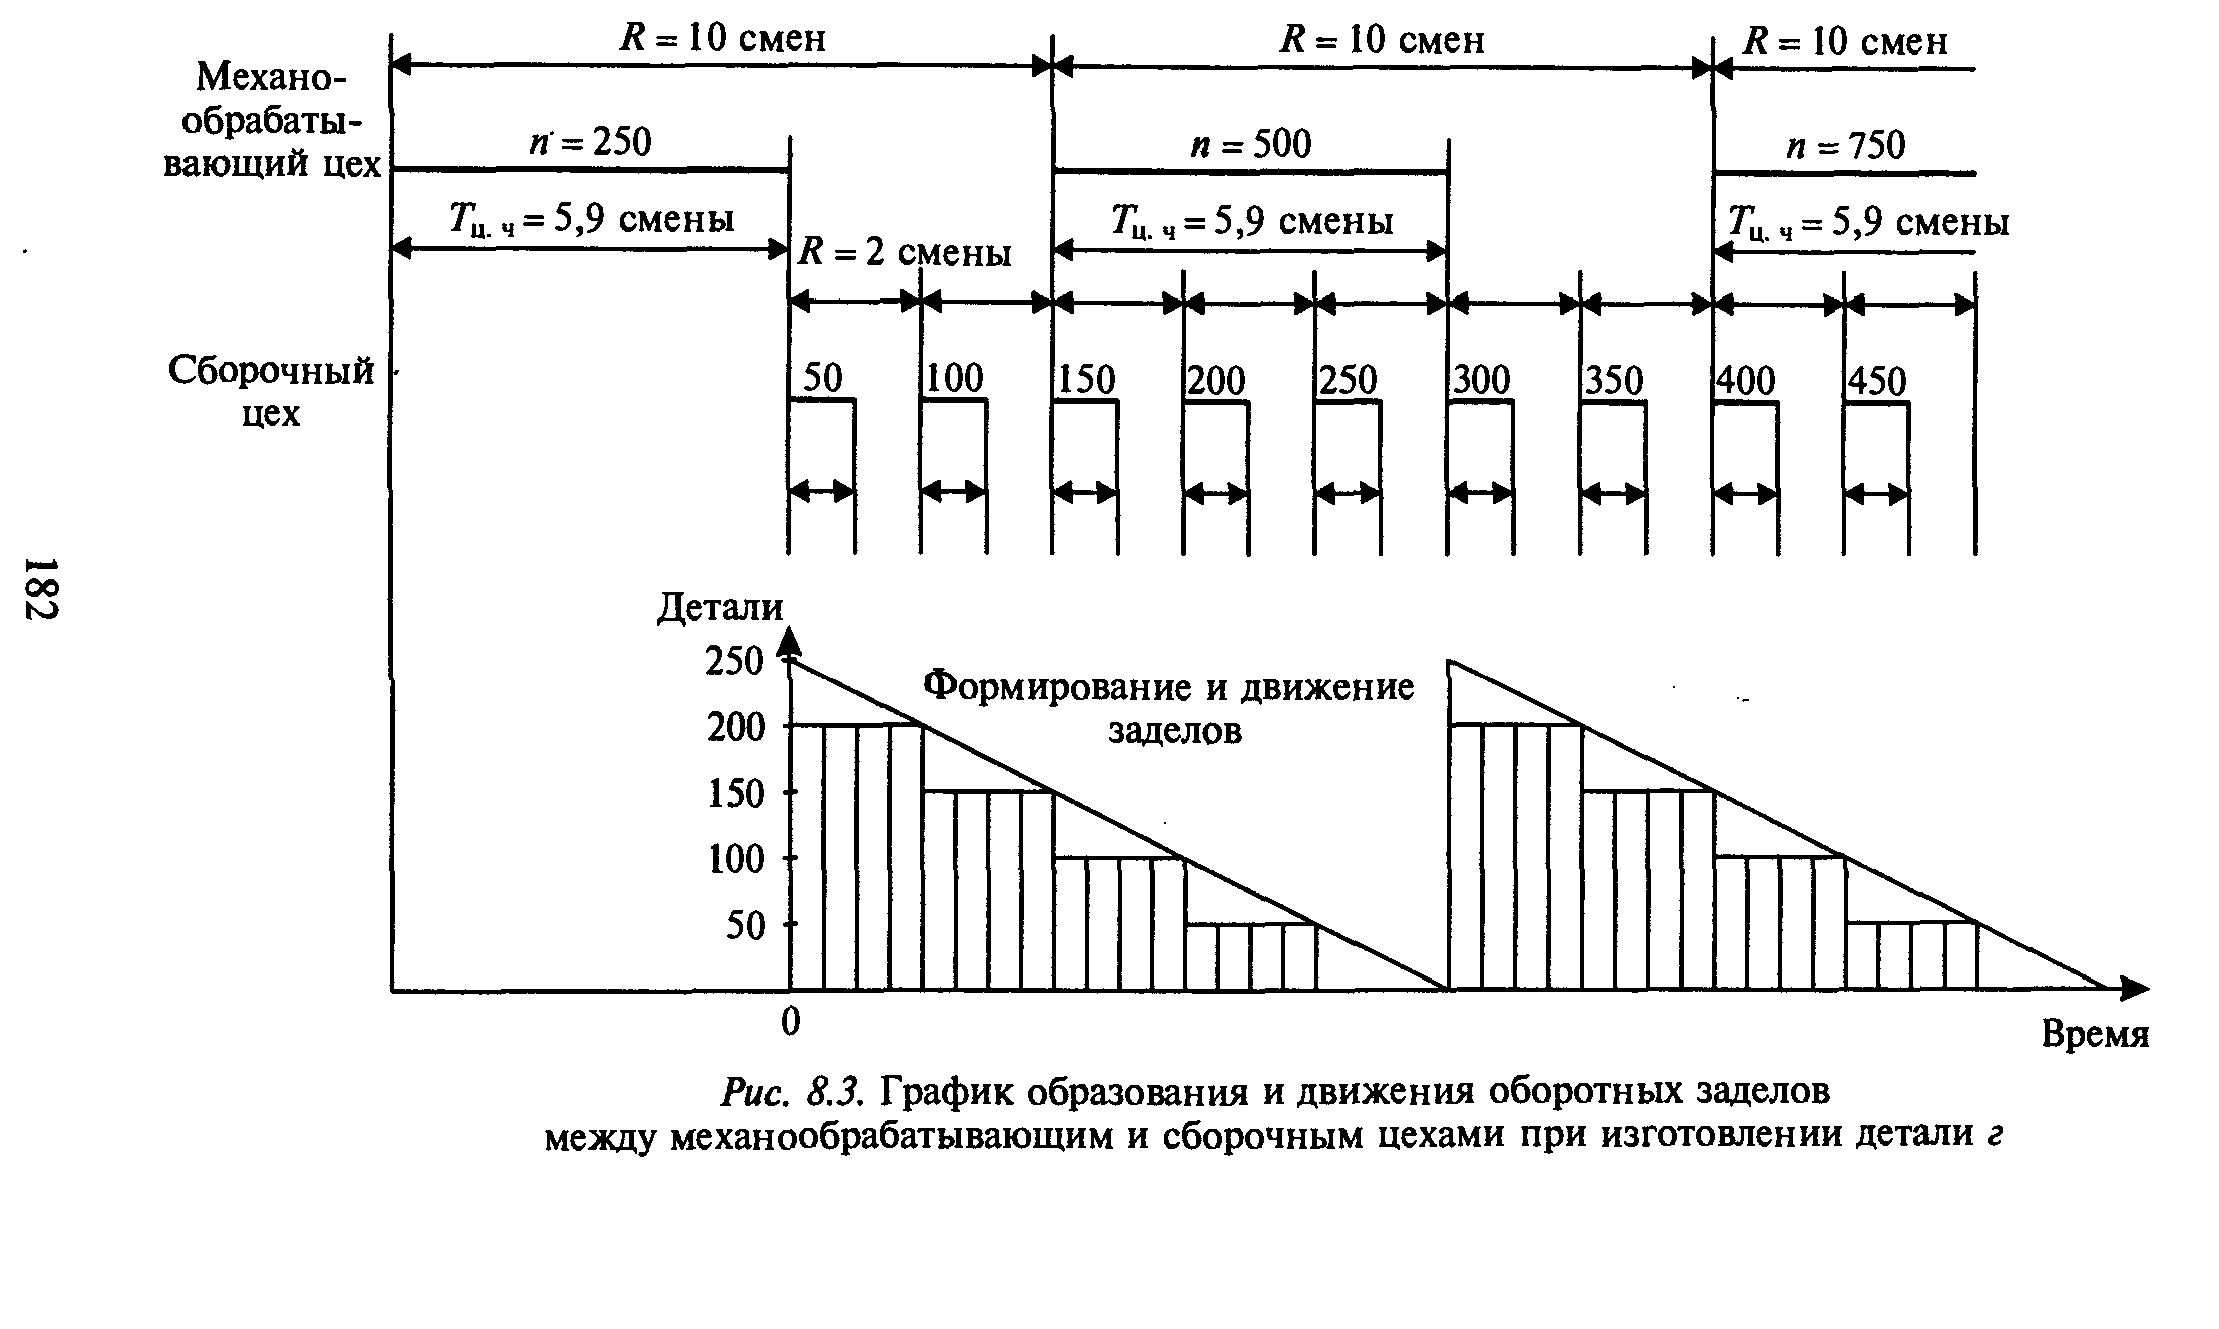 R = 10 смен
R = 10 смен
R = 10 смен
Механо-
обрабаты-
вающий цех
n = 250
n = 500
n = 750
Tц. ч = 5,9 смены
Tц. ч = 5,9 смены
Tц. ч = 5,9 смены
R = 2 смены
Сборочный
цех
50
100
150
200
250
300
350
400
450
182
Детали
250
200
150
100
50
Формирование и движение
заделов
0
Время
Рис. 8.3. График образования и движения оборотных заделов
между механообрабатывающим и сборочным цехами при изготовлении детали г